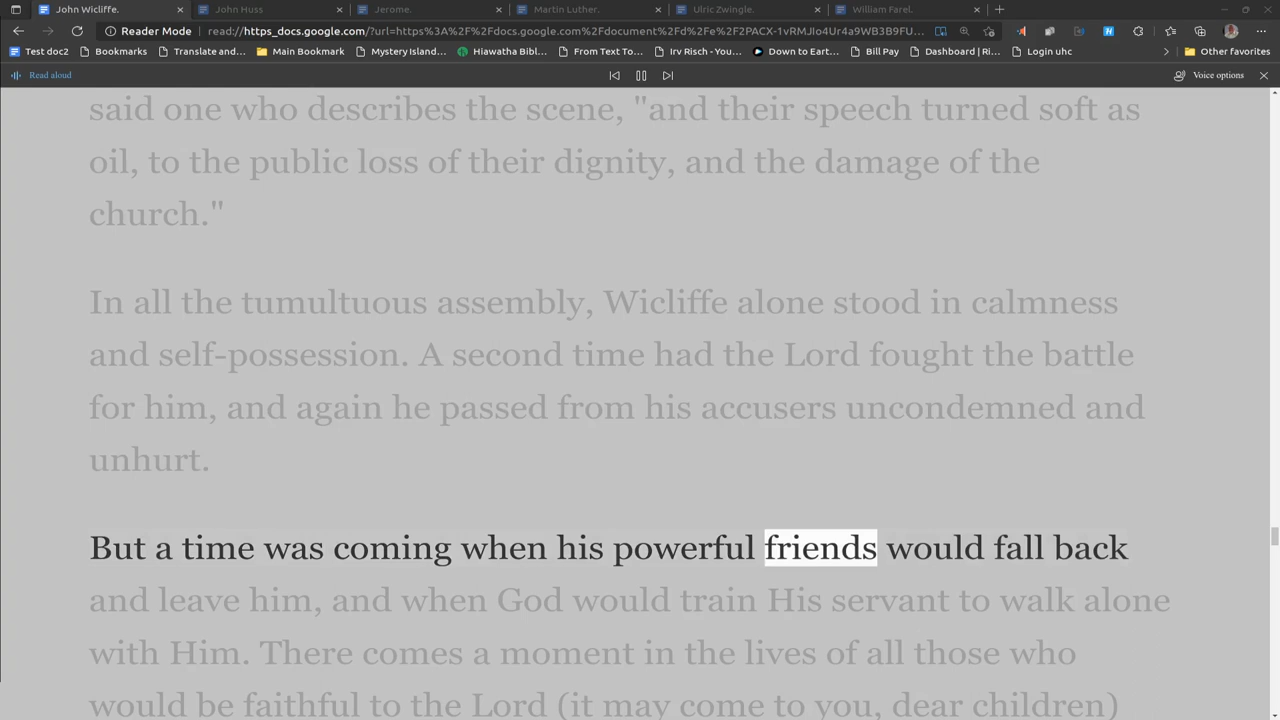 John Wicliffe.
John Huss
Jerome.
Martin Luther.
Ulric Zwingle.
William Farel.
Reader Mode
read://https_docs.google.com/?url=https%3A%2F%2Fdocs.google.com%2Fdocument%2Fd%2Fe%2F2PACX-1vRMJIo4Ur4a9WB3B9FU...
Test doc2
Bookmarks
Translate and...
Main Bookmark
Mystery Island...
Hiawatha Bibl...
From Text To...
Irv Risch - You...
Down to Eart...
Bill Pay
Dashboard | Ri...
Login uhc
Other favorites
Read aloud
Voice options
said one who describes the scene, "and their speech turned soft as
oil, to the public loss of their dignity, and the damage of the
church."
In all the tumultuous assembly, Wicliffe alone stood in calmness
and self-possession. A second time had the Lord fought the battle
for him, and again he passed from his accusers uncondemned and
unhurt.
But a time was coming when his powerful friends would fall back
and leave him, and when God would train His servant to walk alone
with Him. There comes a moment in the lives of all those who
would be faithful to the Lord (it may come to you, dear children)